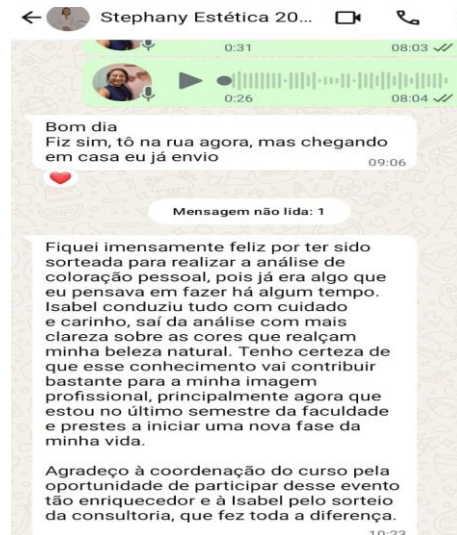 Stephany Estética 20...
0:31 08:03
0:26 08:04
Bom dia
Fiz sim, tô na rua agora, mas chegando
em casa eu já envio
09:06
Mensagem não lida: 1
Fiquei imensamente feliz por ter sido
sorteada para realizar a análise de
coloração pessoal, pois já era algo que
eu pensava em fazer há algum tempo.
Isabel conduziu tudo com cuidado
e carinho, saí da análise com mais
clareza sobre as cores que realçam
minha beleza natural. Tenho certeza de
que esse conhecimento vai contribuir
bastante para a minha imagem
profissional, principalmente agora que
estou no último semestre da faculdade
e prestes a iniciar uma nova fase da
minha vida.
Agradeço à coordenação do curso pela
oportunidade de participar desse evento
tão enriquecedor e à Isabel pelo sorteio
da consultoria, que fez toda a diferença.
10:23